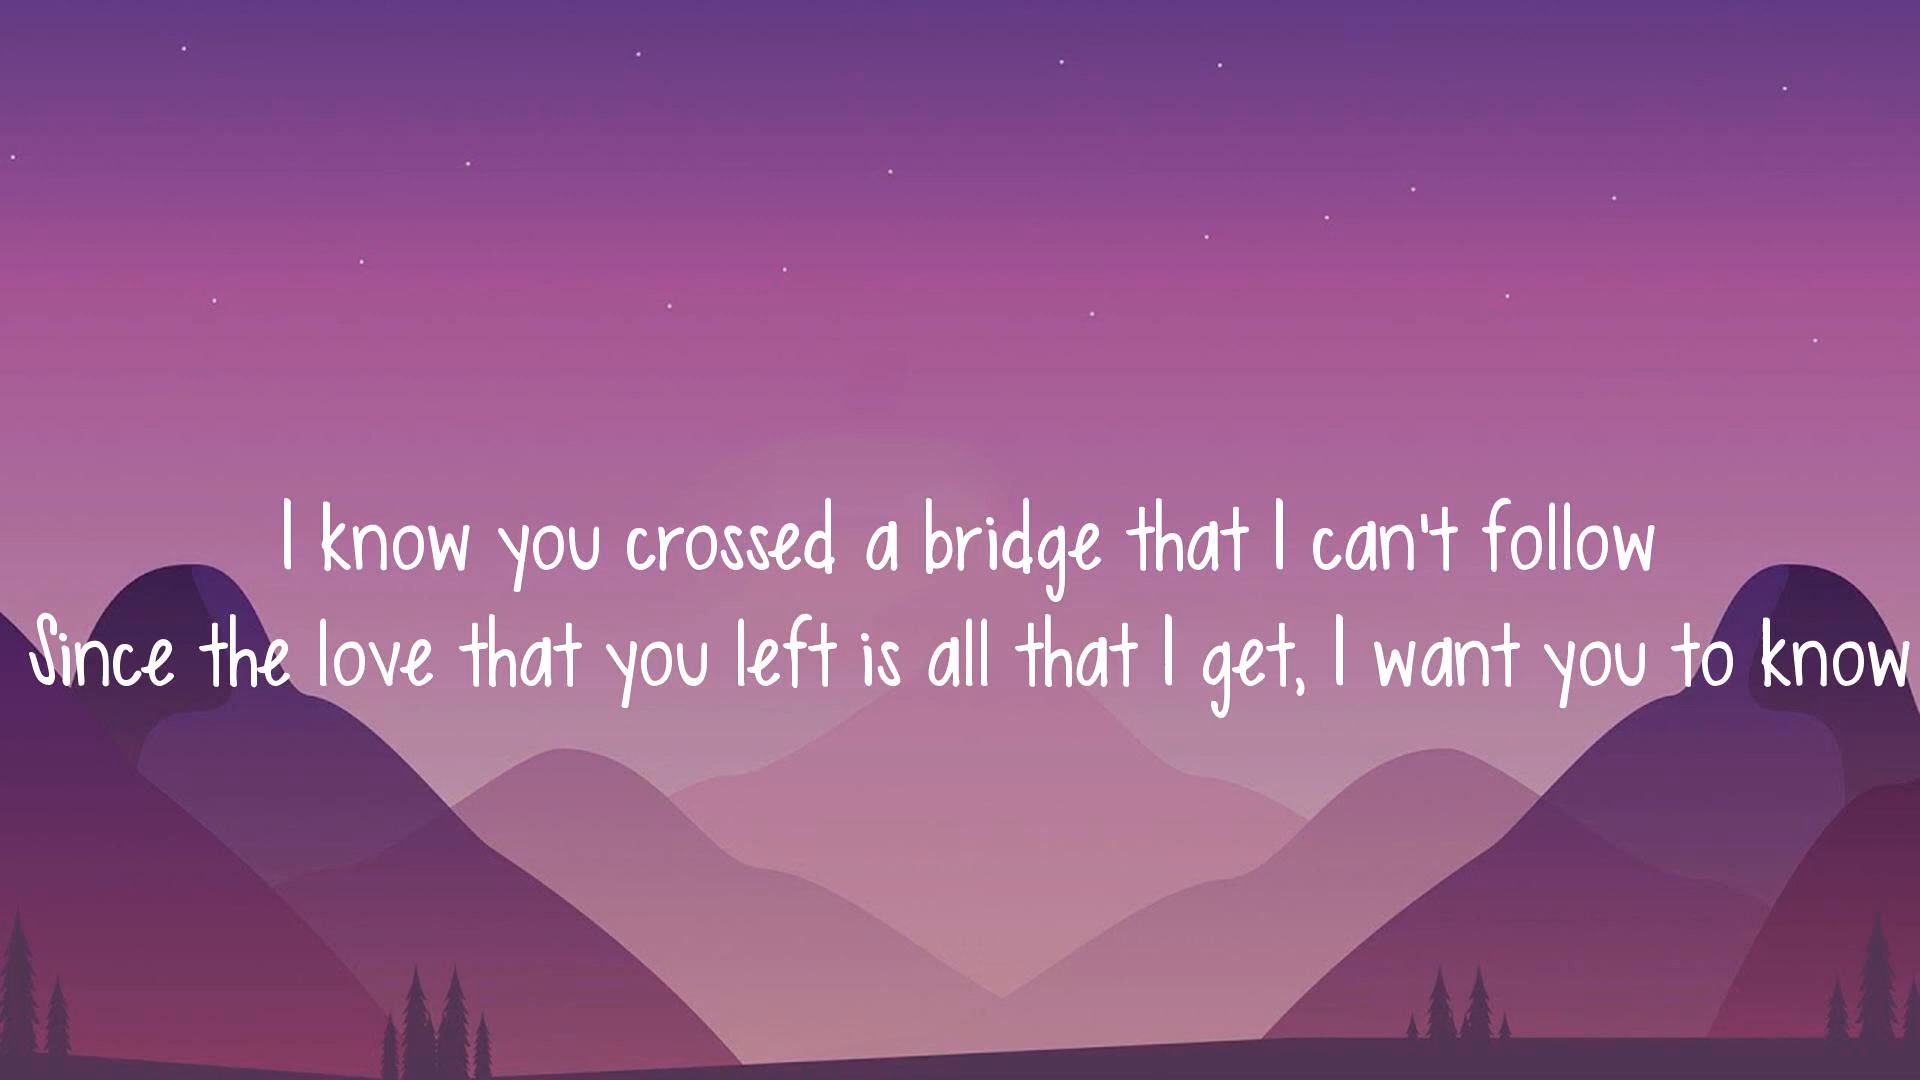 I know you crossed a bridge that I can't follow
Since the love that you left is all that I get, I want you to know